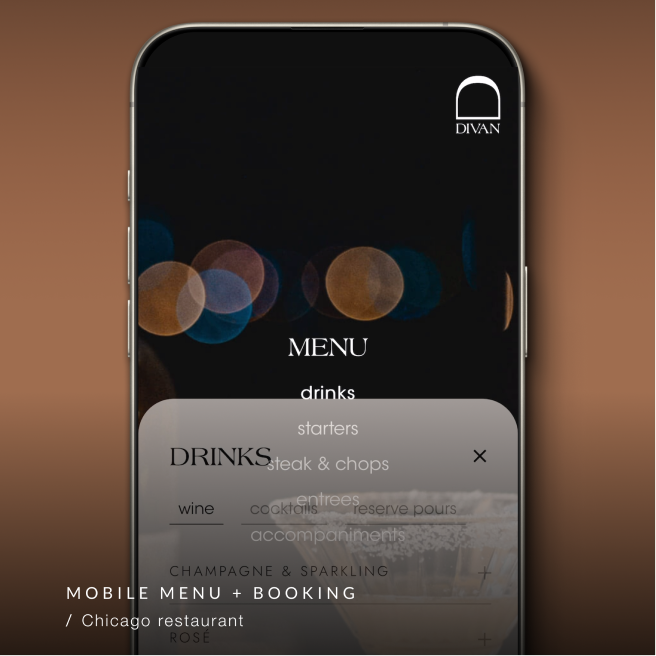 DIVAN
MENU
drinks
starters
DRINKS
steak & chops
entrees
wine
cocktails
reserve pours
accompaniments
CHAMPAGNE & SPARKLING
MOBILE MENU + BOOKING
/ Chicago restaurant
ROSÉ